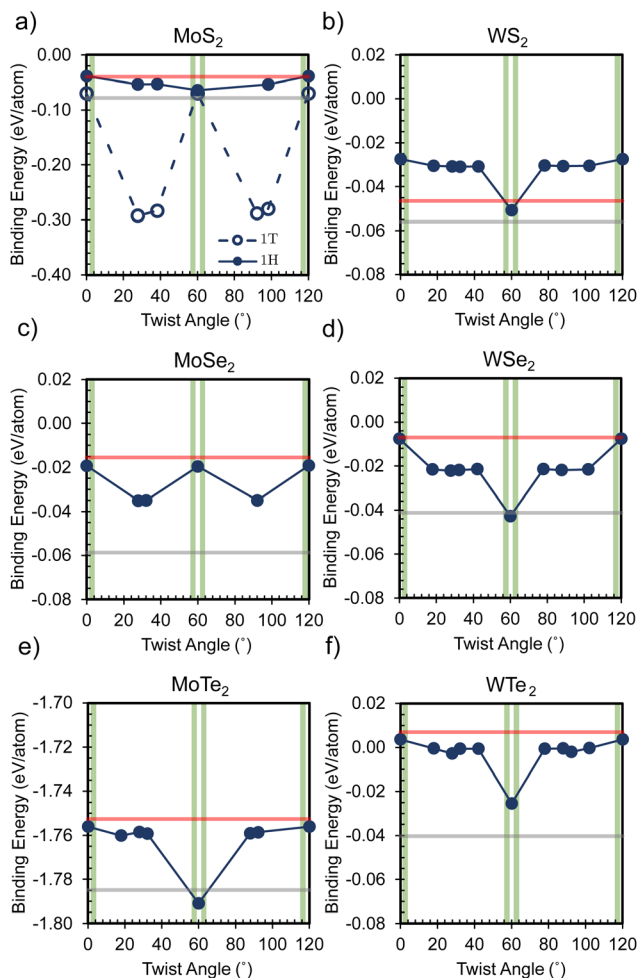 a)
MoS₂
0.00
-0.10
-0.20
-0.30
-0.40
Binding Energy (eV/atom)
1T
1H
0 20 40 60 80 100 120
Twist Angle (°)
b)
WS₂
0.02
0.00
-0.02
-0.04
-0.06
-0.08
Binding Energy (eV/atom)
0 20 40 60 80 100 120
Twist Angle (°)
c)
MoSe₂
0.02
0.00
-0.02
-0.04
-0.06
-0.08
Binding Energy (eV/atom)
0 20 40 60 80 100 120
Twist Angle (°)
d)
WSe₂
0.02
0.00
-0.02
-0.04
-0.06
-0.08
Binding Energy (eV/atom)
0 20 40 60 80 100 120
Twist Angle (°)
e)
MoTe₂
-1.70
-1.72
-1.74
-1.76
-1.78
-1.80
Binding Energy (eV/atom)
0 20 40 60 80 100 120
Twist Angle (°)
f)
WTe₂
0.02
0.00
-0.02
-0.04
-0.06
-0.08
Binding Energy (eV/atom)
0 20 40 60 80 100 120
Twist Angle (°)